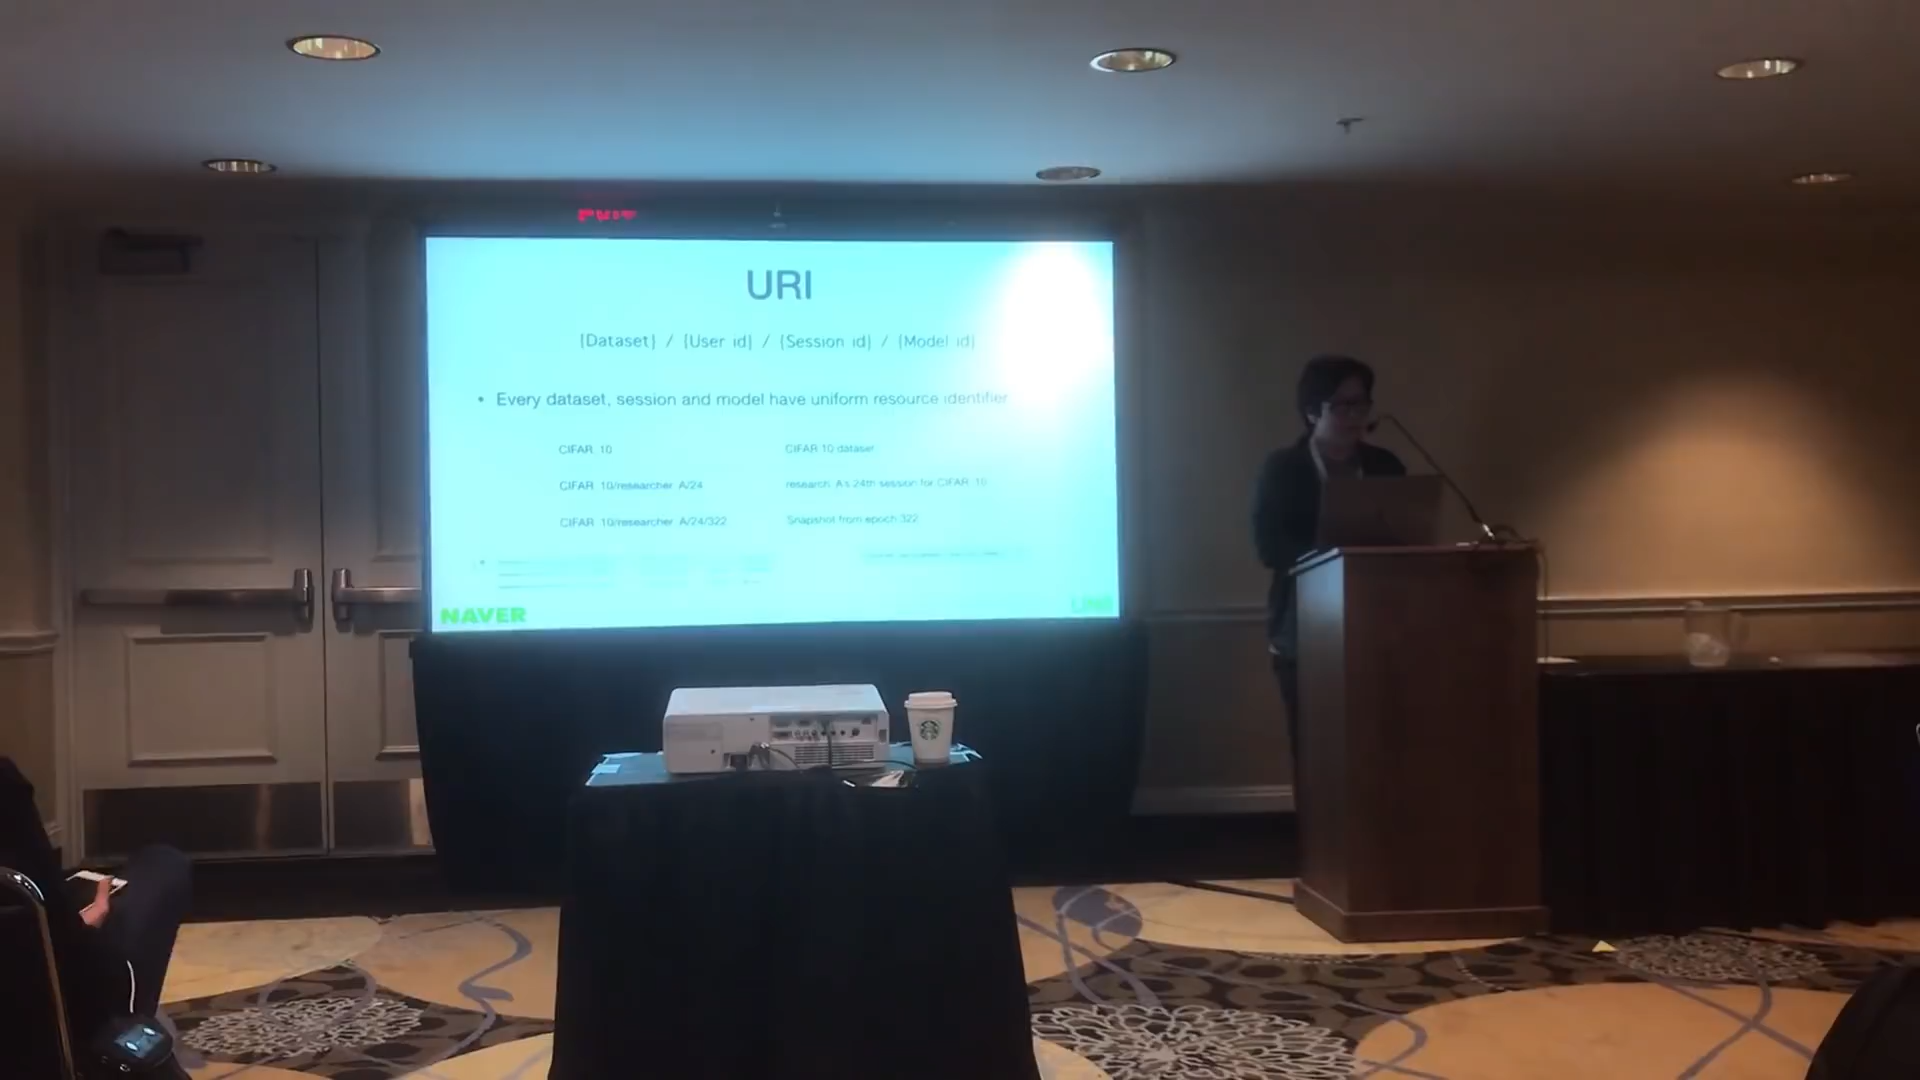 URI
[Dataset] / [User id] / [Session id] / [Model id]
• Every dataset, session and model have uniform resource identifier
CIFAR 10 CIFAR 10 dataset
CIFAR 10/researcher A/24 research A's 24th session for CIFAR 10
CIFAR 10/researcher A/24/322 Snapshot from epoch 322
NAVER
EXIT